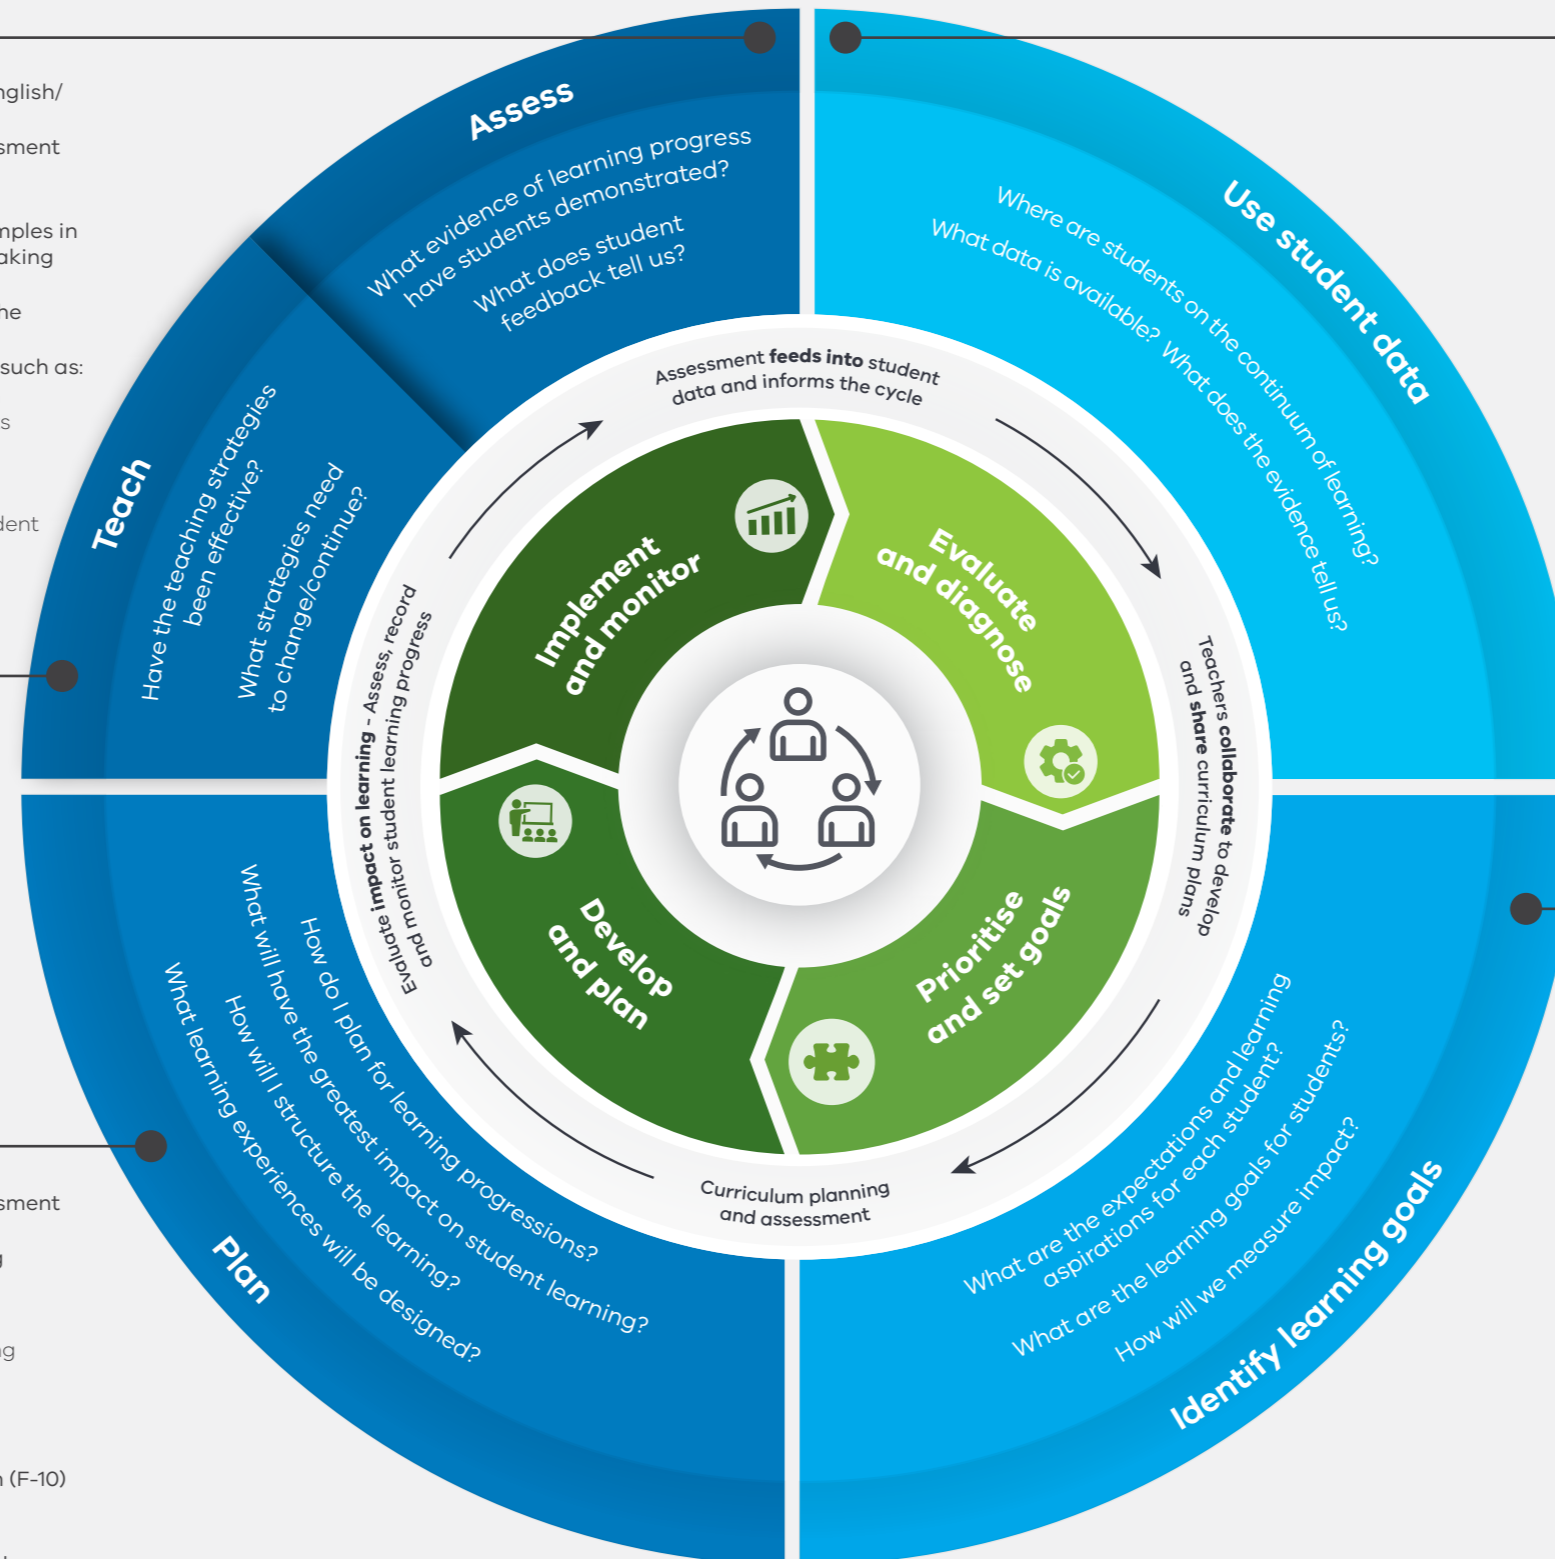 nglish/
sment
mples in
aking
he
such as:
s
dent
sment
g
ng
n (F-10)
Assess
What evidence of learning progress
have students demonstrated?
What does student
feedback tell us?
Use student data
Where are students on the continuum of learning?
What data is available? What does the evidence tell us?
Teach
Have the teaching strategies
been effective?
What strategies need
to change/continue?
Assessment feeds into student
data and informs the cycle
Implement
and monitor
Evaluate
and diagnose
Evaluate impact on learning - Assess, record
and monitor student learning progress
Teachers collaborate to develop
and share curriculum plans
Develop
and plan
Prioritise
and set goals
Curriculum planning
and assessment
How do I plan for learning progressions?
What will have the greatest impact on student learning?
How will I structure the learning?
What learning experiences will be designed?
Plan
What are the expectations and learning
aspirations for each student?
What are the learning goals for students?
How will we measure impact?
Identify learning goals